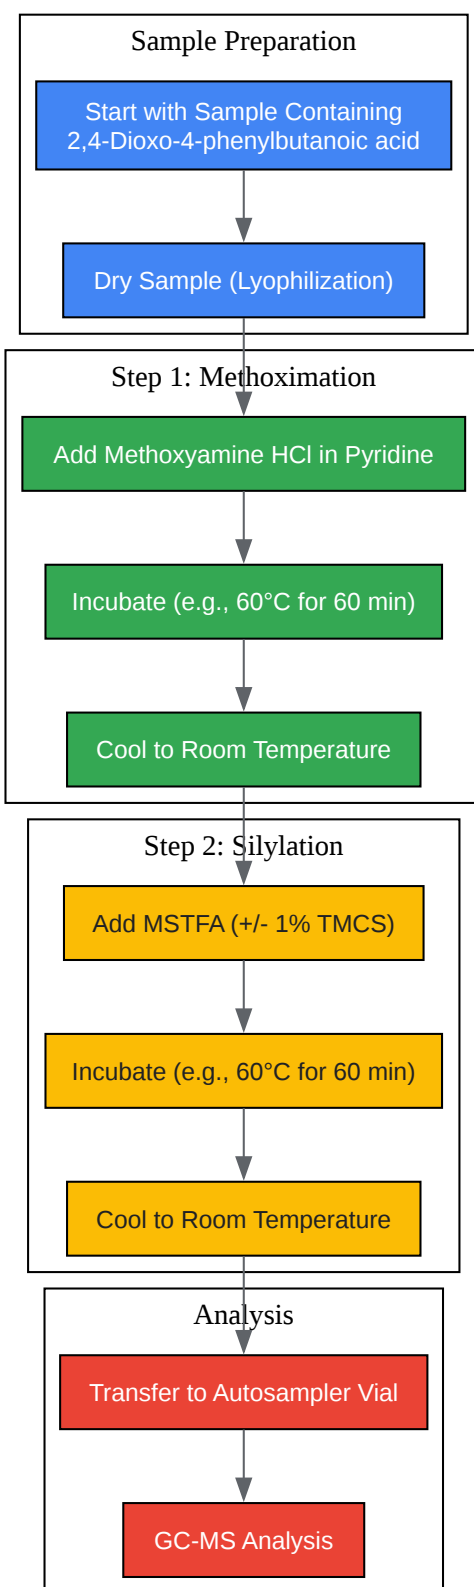 Sample Preparation
Start with Sample Containing
2,4-Dioxo-4-phenylbutanoic acid
Dry Sample (Lyophilization)
Step 1: Methoximation
Add Methoxyamine HCl in Pyridine
Incubate (e.g., 60°C for 60 min)
Cool to Room Temperature
Step 2: Silylation
Add MSTFA (+/- 1% TMCS)
Incubate (e.g., 60°C for 60 min)
Cool to Room Temperature
Analysis
Transfer to Autosampler Vial
GC-MS Analysis